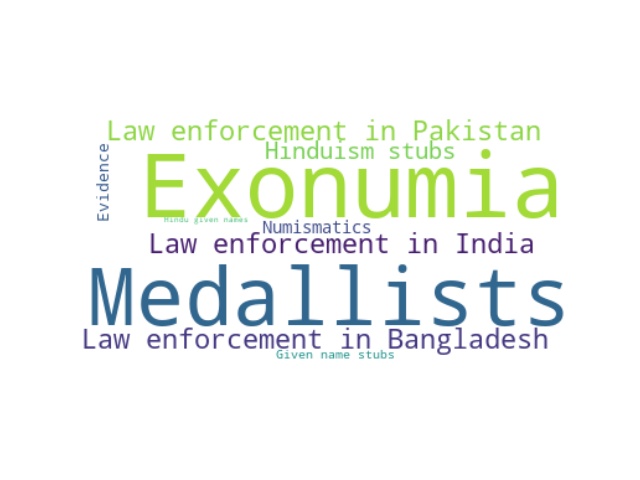 Law enforcement in Pakistan
Hinduism stubs
Evidence
Exonumia
Hindu given names
Numismatics
Law enforcement in India
Medallists
Law enforcement in Bangladesh
Given name stubs